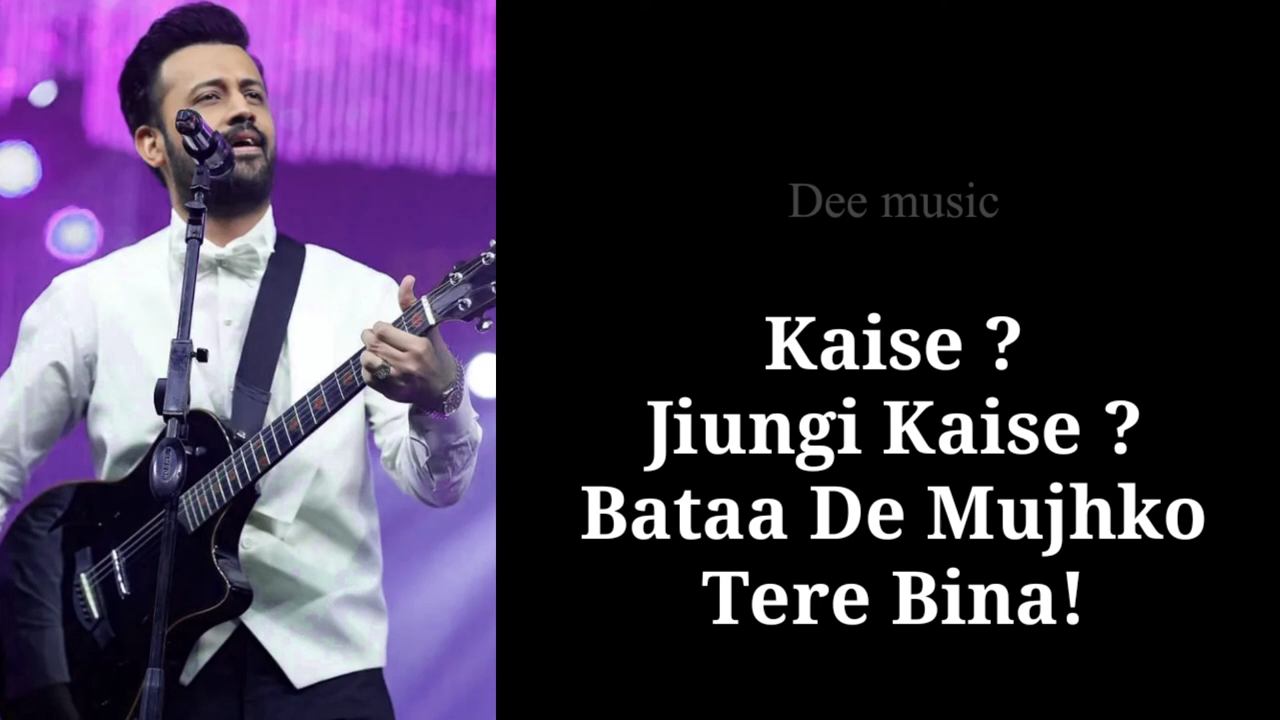 Dee music
Kaise ?
Jiungi Kaise ?
Bataa De Mujhko
Tere Bina!